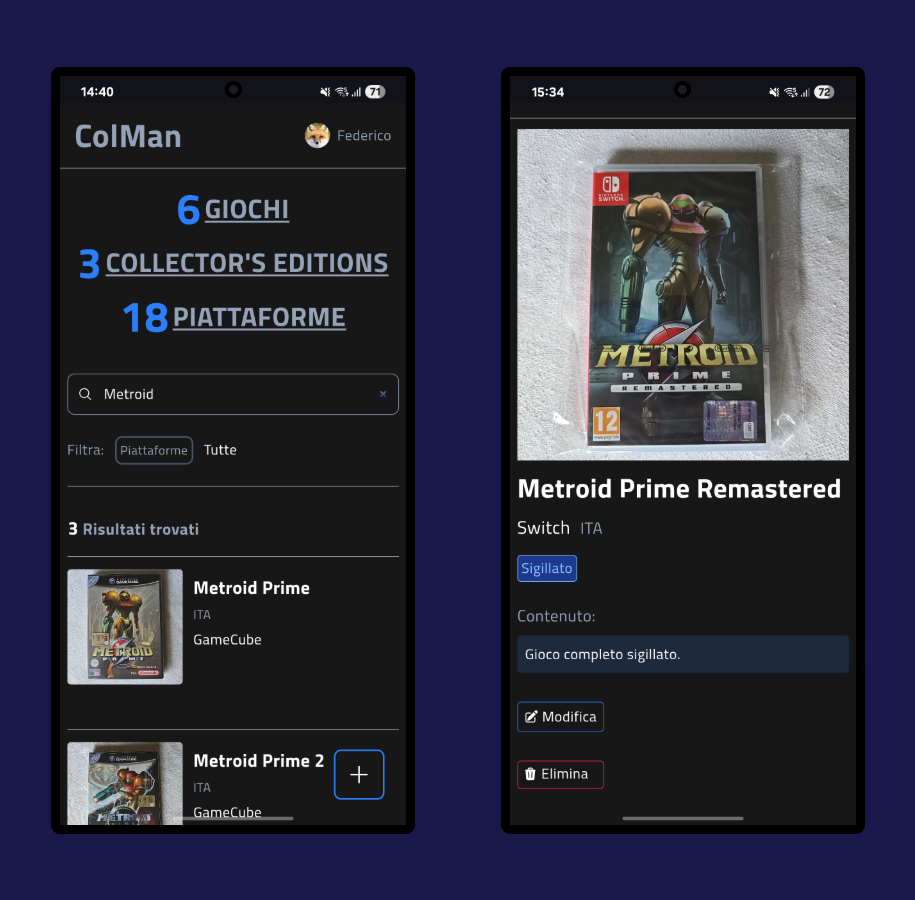 14:40
71
ColMan
Federico
6 GIOCHI
3 COLLECTOR'S EDITIONS
18 PIATTAFORME
Metroid
Filtra: Piattaforme Tutte
3 Risultati trovati
Metroid Prime
ITA
GameCube
METROID
PRIME
Metroid Prime 2
ITA
GameCube
METROID
15:34
72
NINTENDO
SWITCH
METROID
PRIME
REMASTERED
12
Metroid Prime Remastered
Switch ITA
Sigillato
Contenuto:
Gioco completo sigillato.
Modifica
Elimina